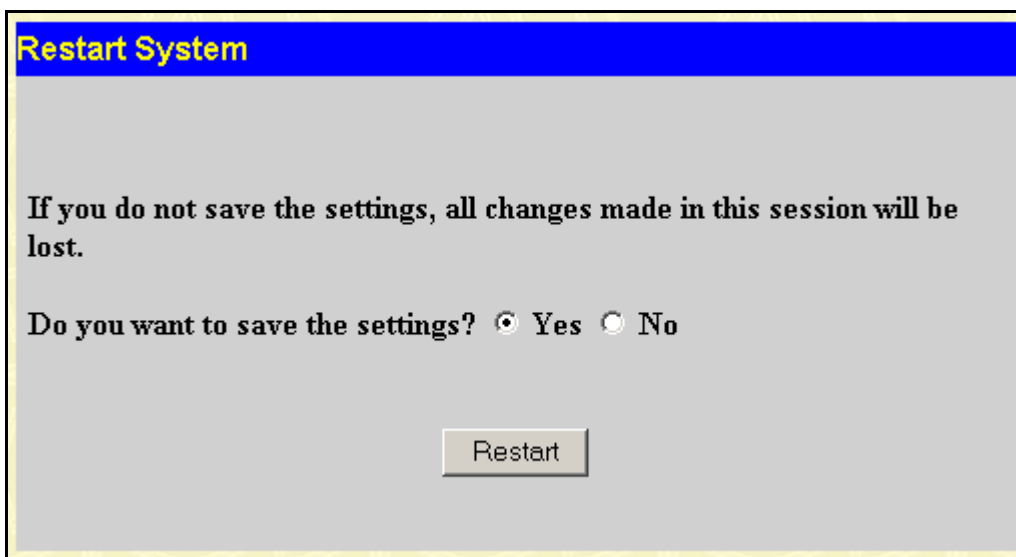 Restart System
If you do not save the settings, all changes made in this session will be
lost.
Do you want to save the settings? Yes No
Restart